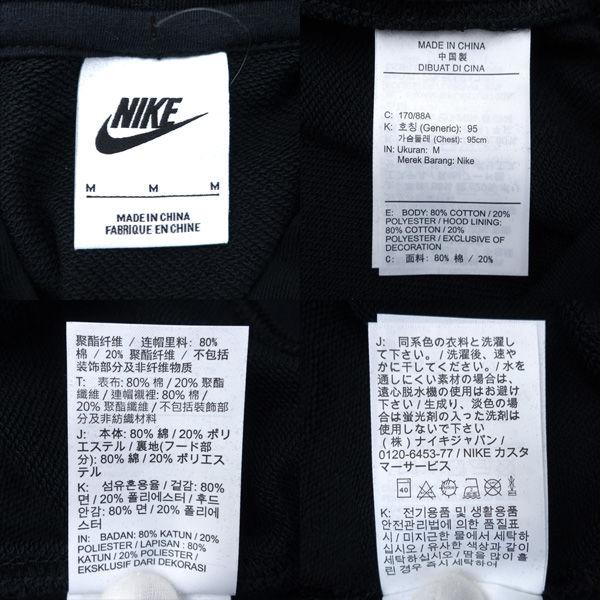 NIKE
M M M
MADE IN CHINA
FABRIQUE EN CHINE
MADE IN CHINA
中国製
DIBUAT DI CINA
C: 170/88A
K: 호칭 (Generic): 95
가슴둘레 (Chest): 95cm
IN: Ukuran: M
Merek Barang: Nike
E: BODY: 80% COTTON / 20%
POLYESTER / HOOD LINING:
80% COTTON / 20%
POLYESTER / EXCLUSIVE OF
DECORATION
C: 面料: 80% 棉 / 20%
聚酯纤维 / 连帽里料: 80%
棉 / 20% 聚酯纤维 / 不包括
装饰部分及非纤维物质
T: 表布: 80% 棉 / 20% 聚酯
纖維 / 連帽襯裡: 80% 棉 /
20% 聚酯纖維 / 不包括裝飾部
分及非紡織材料
J: 本体: 80% 綿 / 20% ポリ
エステル / 裏地(フード部
分): 80% 綿 / 20% ポリエス
テル
K: 섬유혼용율 / 겉감: 80%
면 / 20% 폴리에스터 / 후드
안감: 80% 면 / 20% 폴리에
스터
IN: BADAN: 80% KATUN / 20%
POLIESTER / LAPISAN : 80%
KATUN / 20% POLIESTER /
EKSKLUSIF DARI DEKORASI
J: 同系色の衣料と洗濯し
て下さい。/ 洗濯後、速や
かに干してください。/ 水を
通しにくい素材の場合は、
遠心脱水機の使用はお避け
下さい / 生成り、淡色の場
合は蛍光剤の入った洗剤は
使用しないで下さい
(株) ナイキジャパン /
0120-6453-77 / NIKE カスタ
マーサービス
40
K: 전기용품 및 생활용품
안전관리법에 의한 품질표
시 / 미지근한 물에서 세탁하
십시오 / 유사한 색상과 같이
세탁하십시오 / 땀을 많이 흘
린 경우 즉시 세탁하십시오